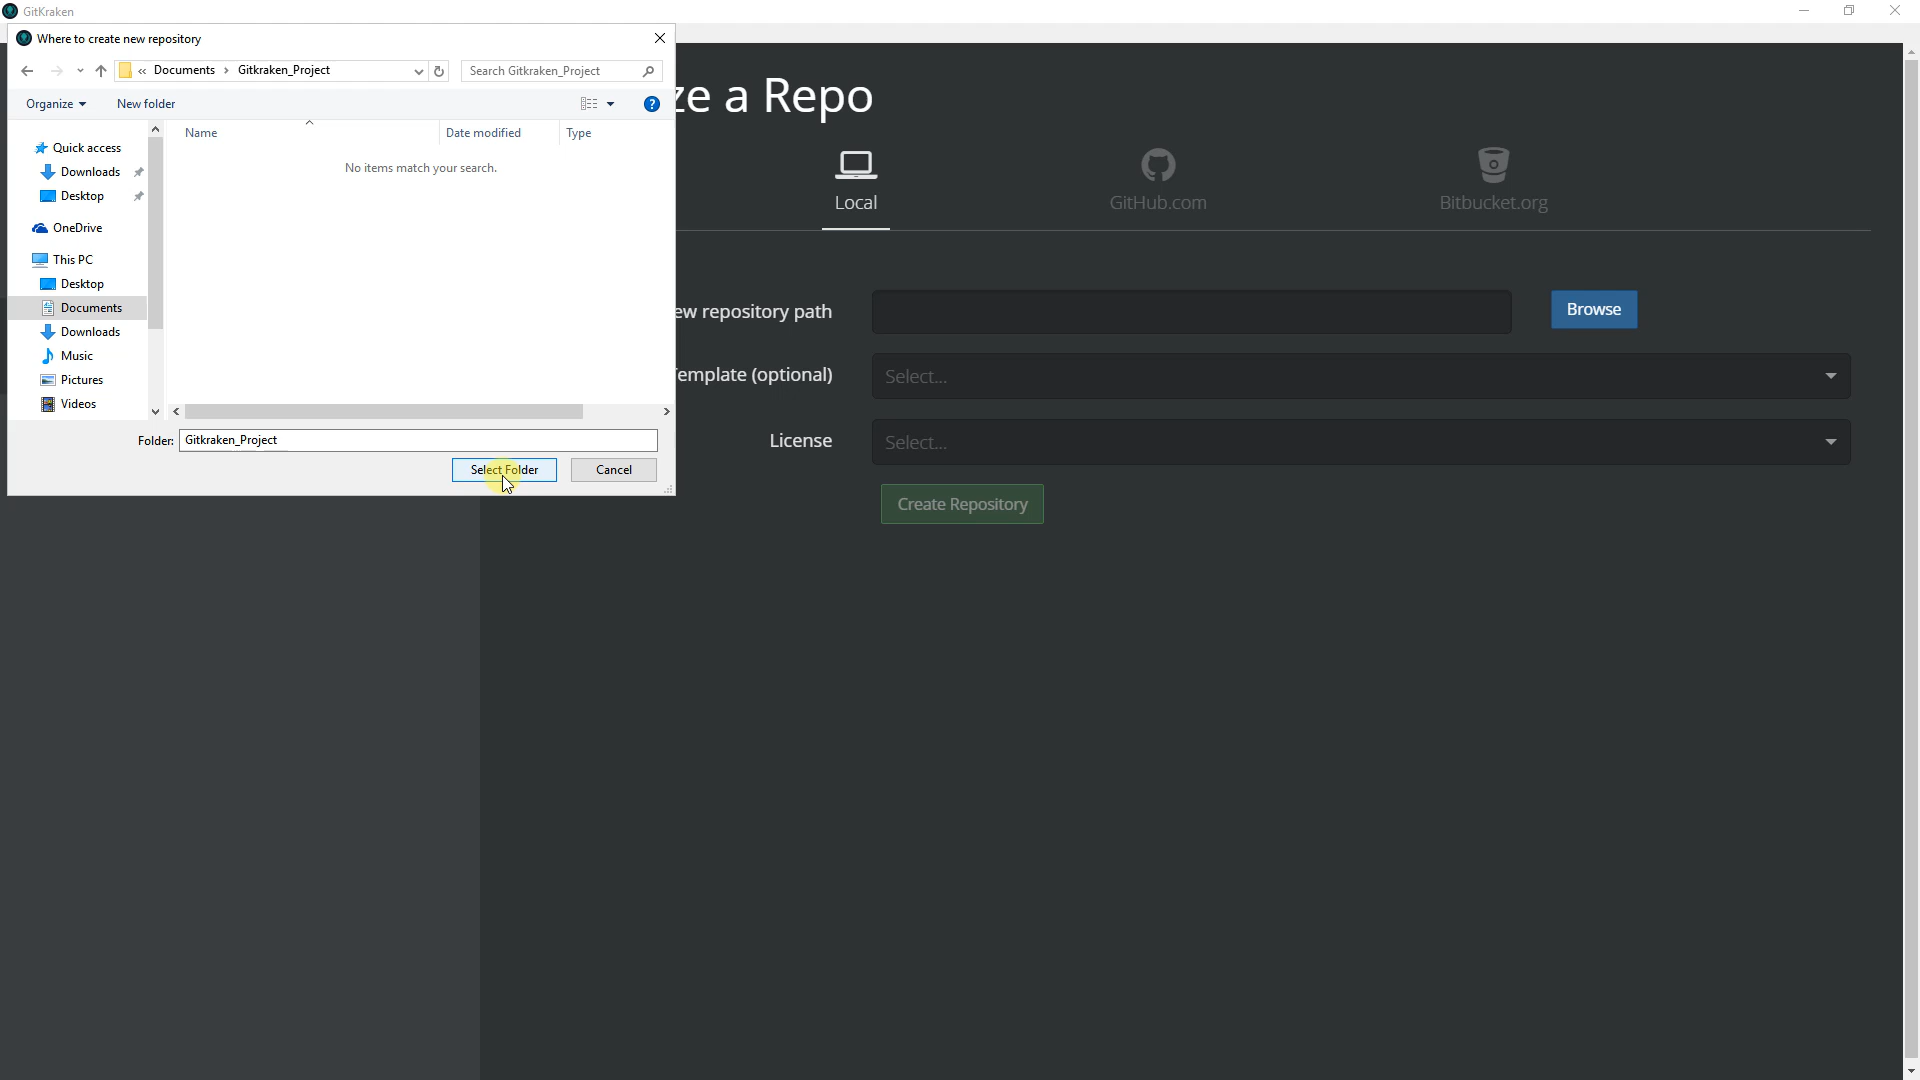 GitKraken
Where to create new repository
« Documents › Gitkraken_Project
Search Gitkraken_Project
Organize
New folder
?
Name
Date modified
Type
No items match your search.
Quick access
Downloads
Desktop
OneDrive
This PC
Desktop
Documents
Downloads
Music
Pictures
Videos
Folder: Gitkraken_Project
Select Folder
Cancel
ze a Repo
Local
GitHub.com
Bitbucket.org
ew repository path
Browse
Template (optional)
Select...
License
Select...
Create Repository